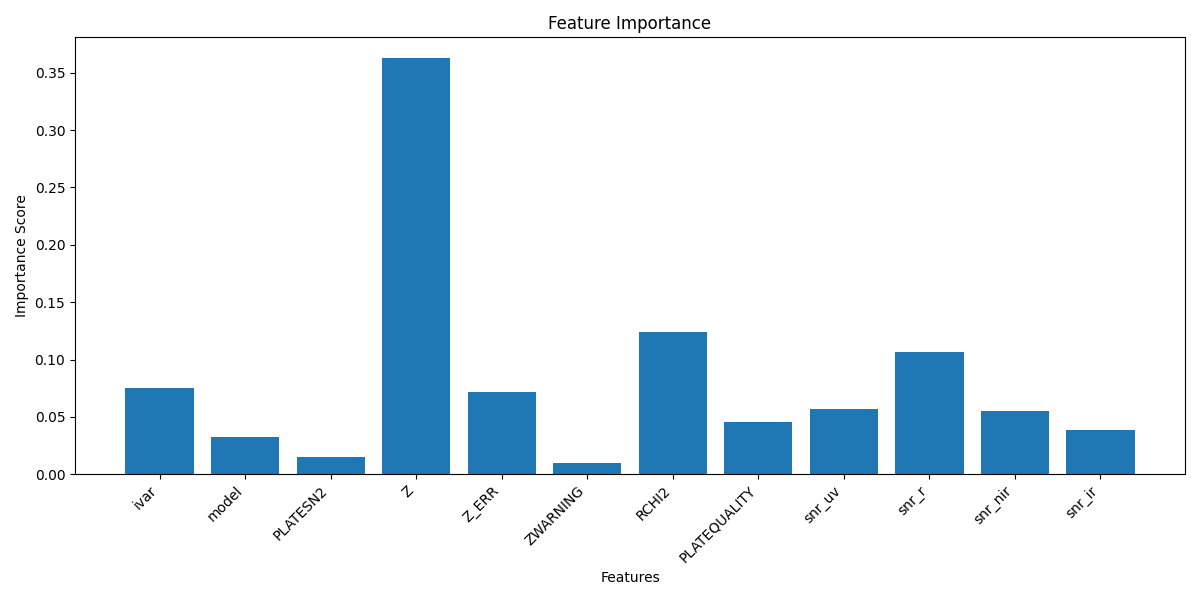 Feature Importance
Importance Score
0.35
0.30
0.25
0.20
0.15
0.10
0.05
0.00
ivar
model
PLATESN2
Z
Z_ERR
ZWARNING
RCHI2
PLATEQUALITY
snr_uv
snr_r
snr_nir
snr_ir
Features